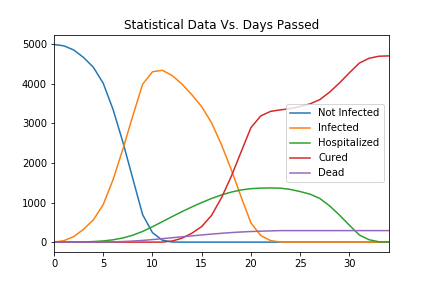 Statistical Data Vs. Days Passed
5000
4000
3000
2000
1000
0
0 5 10 15 20 25 30
Not Infected
Infected
Hospitalized
Cured
Dead